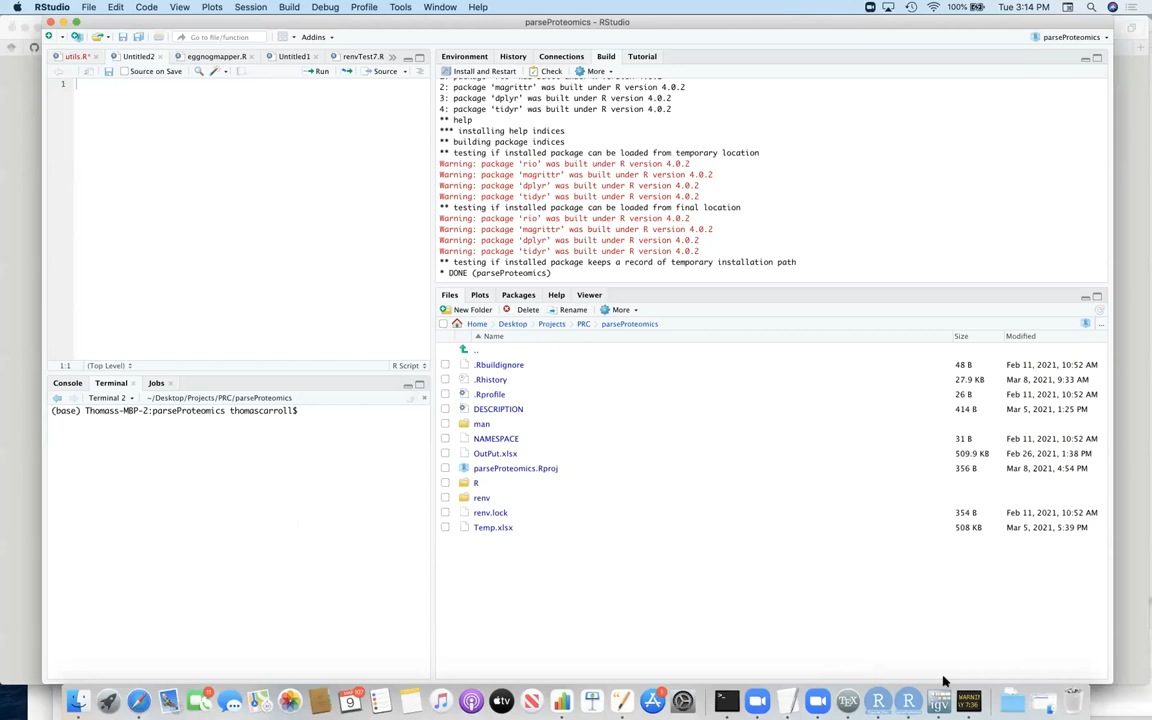 RStudio File Edit Code View Plots Session Build Debug Profile Tools Window Help 100% Tue 3:14 PM
parseProteomics - RStudio
Go to file/function Addins parseProteomics
utils.R* Untitled2 eggnogmapper.R Untitled1 renvTest7.R
Source on Save Run Source
1
1:1 (Top Level) R Script
Console Terminal Jobs
Terminal 2 ~/Desktop/Projects/PRC/parseProteomics
(base) Thomass-MBP-2:parseProteomics thomascarroll$
Environment History Connections Build Tutorial
Install and Restart Check More
2: package ‘magrittr’ was built under R version 4.0.2
3: package ‘dplyr’ was built under R version 4.0.2
4: package ‘tidyr’ was built under R version 4.0.2
** help
*** installing help indices
** building package indices
** testing if installed package can be loaded from temporary location
Warning: package ‘rio’ was built under R version 4.0.2
Warning: package ‘magrittr’ was built under R version 4.0.2
Warning: package ‘dplyr’ was built under R version 4.0.2
Warning: package ‘tidyr’ was built under R version 4.0.2
** testing if installed package can be loaded from final location
Warning: package ‘rio’ was built under R version 4.0.2
Warning: package ‘magrittr’ was built under R version 4.0.2
Warning: package ‘dplyr’ was built under R version 4.0.2
Warning: package ‘tidyr’ was built under R version 4.0.2
** testing if installed package keeps a record of temporary installation path
* DONE (parseProteomics)
Files Plots Packages Help Viewer
New Folder Delete Rename More
Home Desktop Projects PRC parseProteomics ...
Name Size Modified
..
.Rbuildignore 48 B Feb 11, 2021, 10:52 AM
.Rhistory 27.9 KB Mar 8, 2021, 9:33 AM
.Rprofile 26 B Feb 11, 2021, 10:52 AM
DESCRIPTION 414 B Mar 5, 2021, 1:25 PM
man
NAMESPACE 31 B Feb 11, 2021, 10:52 AM
OutPut.xlsx 509.9 KB Feb 26, 2021, 1:38 PM
parseProteomics.Rproj 356 B Mar 8, 2021, 4:54 PM
R
renv
renv.lock 354 B Feb 11, 2021, 10:52 AM
Temp.xlsx 508 KB Mar 5, 2021, 5:39 PM
11 9 tv TEX R R igv